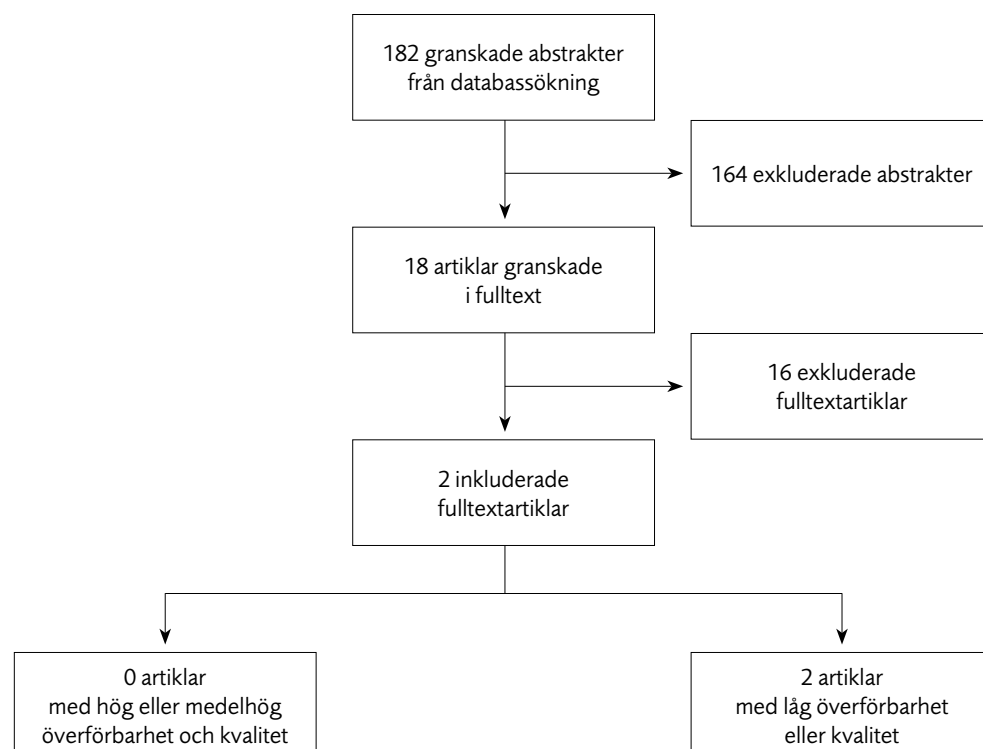 182 granskade abstrakter
från databassökning
164 exkluderade abstrakter
18 artiklar granskade
i fulltext
16 exkluderade
fulltextartiklar
2 inkluderade
fulltextartiklar
0 artiklar
med hög eller medelhög
överförbarhet och kvalitet
2 artiklar
med låg överförbarhet
eller kvalitet